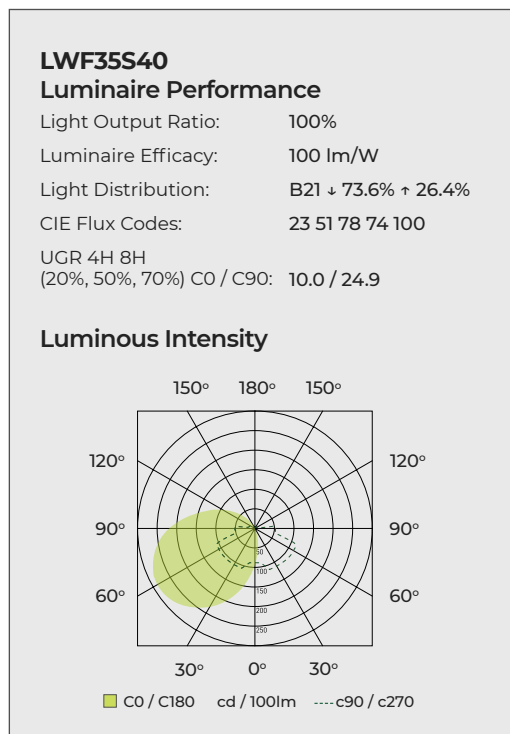 LWF35S40
Luminaire Performance
Light Output Ratio: 100%
Luminaire Efficacy: 100 lm/W
Light Distribution: B21 ↓ 73.6% ↑ 26.4%
CIE Flux Codes: 23 51 78 74 100
UGR 4H 8H
(20%, 50%, 70%) C0 / C90: 10.0 / 24.9
Luminous Intensity
150° 180° 150°
120° 120°
90° 90°
50
100
60° 60°
150
200
250
30° 0° 30°
C0 / C180 cd / 100lm c90 / c270